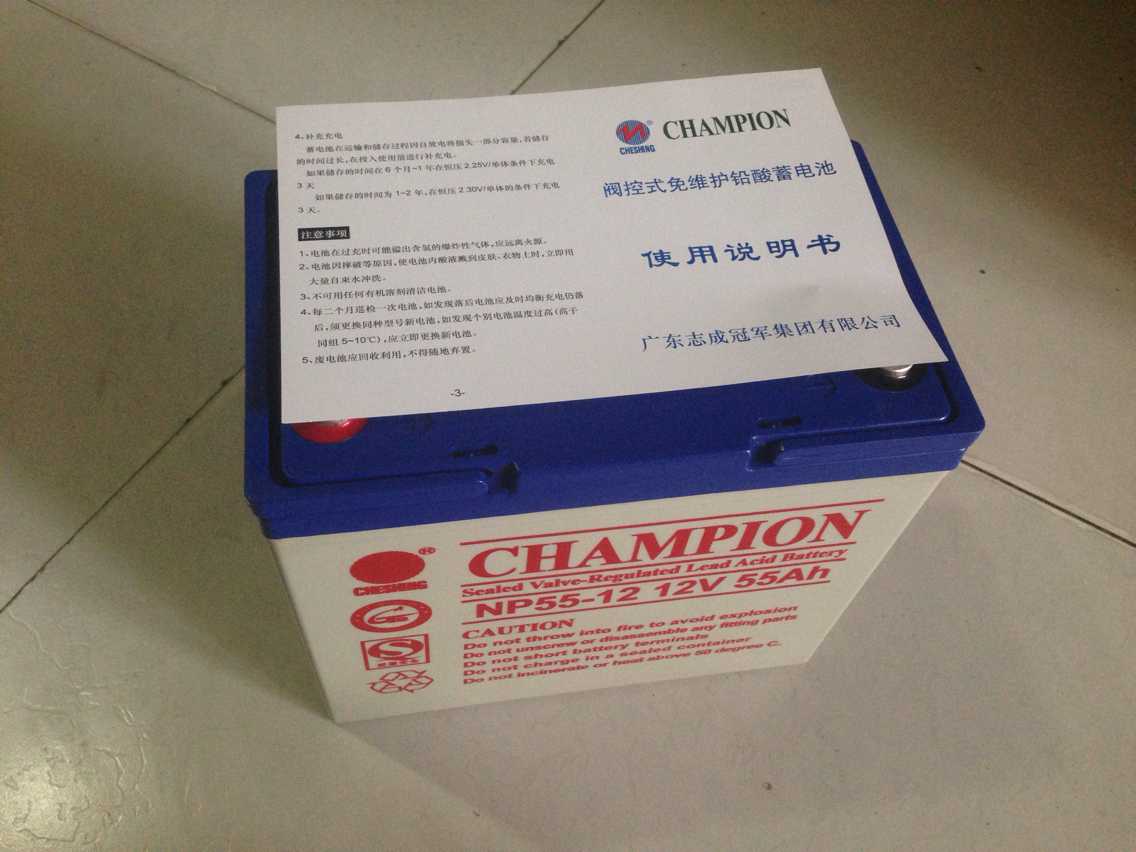 4、补充充电
蓄电池在运输和储存过程因自放电将损失一部分容量,若储存
的时间过长,在投入使用前进行补充电。
如果储存的时间在6个月~1年在恒压2.25V/单体条件下充电
3天
如果储存的时间为1~2年,在恒压2.30V/单体的条件下充电
3天。
注意事项
1、电池在过充时可能溢出含氢的爆炸性气体,应远离火源。
2、电池因摔破等原因,使电池内酸液溅到皮肤、衣物上时,立即用
大量自来水冲洗。
3、不可用任何有机溶剂清洁电池。
4、每二个月巡检一次电池,如发现落后电池应及时均衡充电仍落
后,须更换同种型号新电池,如发现个别电池温度过高(高于
同组5~10℃),应立即更换新电池。
5、废电池应回收利用,不得随地弃置。
-3-
® CHAMPION
CHESHING
阀控式免维护铅酸蓄电池
使用说明书
广东志成冠军集团有限公司
®
CHESHING
CHAMPION
Sealed Valve-Regulated Lead Acid Battery
NP55-12 12V 55Ah
CAUTION
Do not throw into fire to avoid explosion
Do not unscrew or disassemble any fitting parts
Do not short battery terminals
Do not charge in a sealed container
Do not incinerate or heat above 50 degree C.